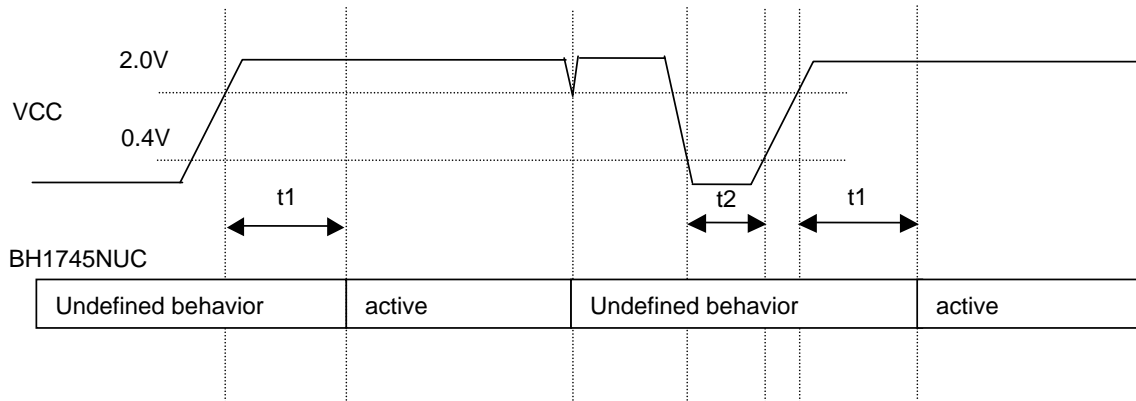 2.0V
VCC
0.4V
t1
t2
t1
BH1745NUC
Undefined behavior
active
Undefined behavior
active